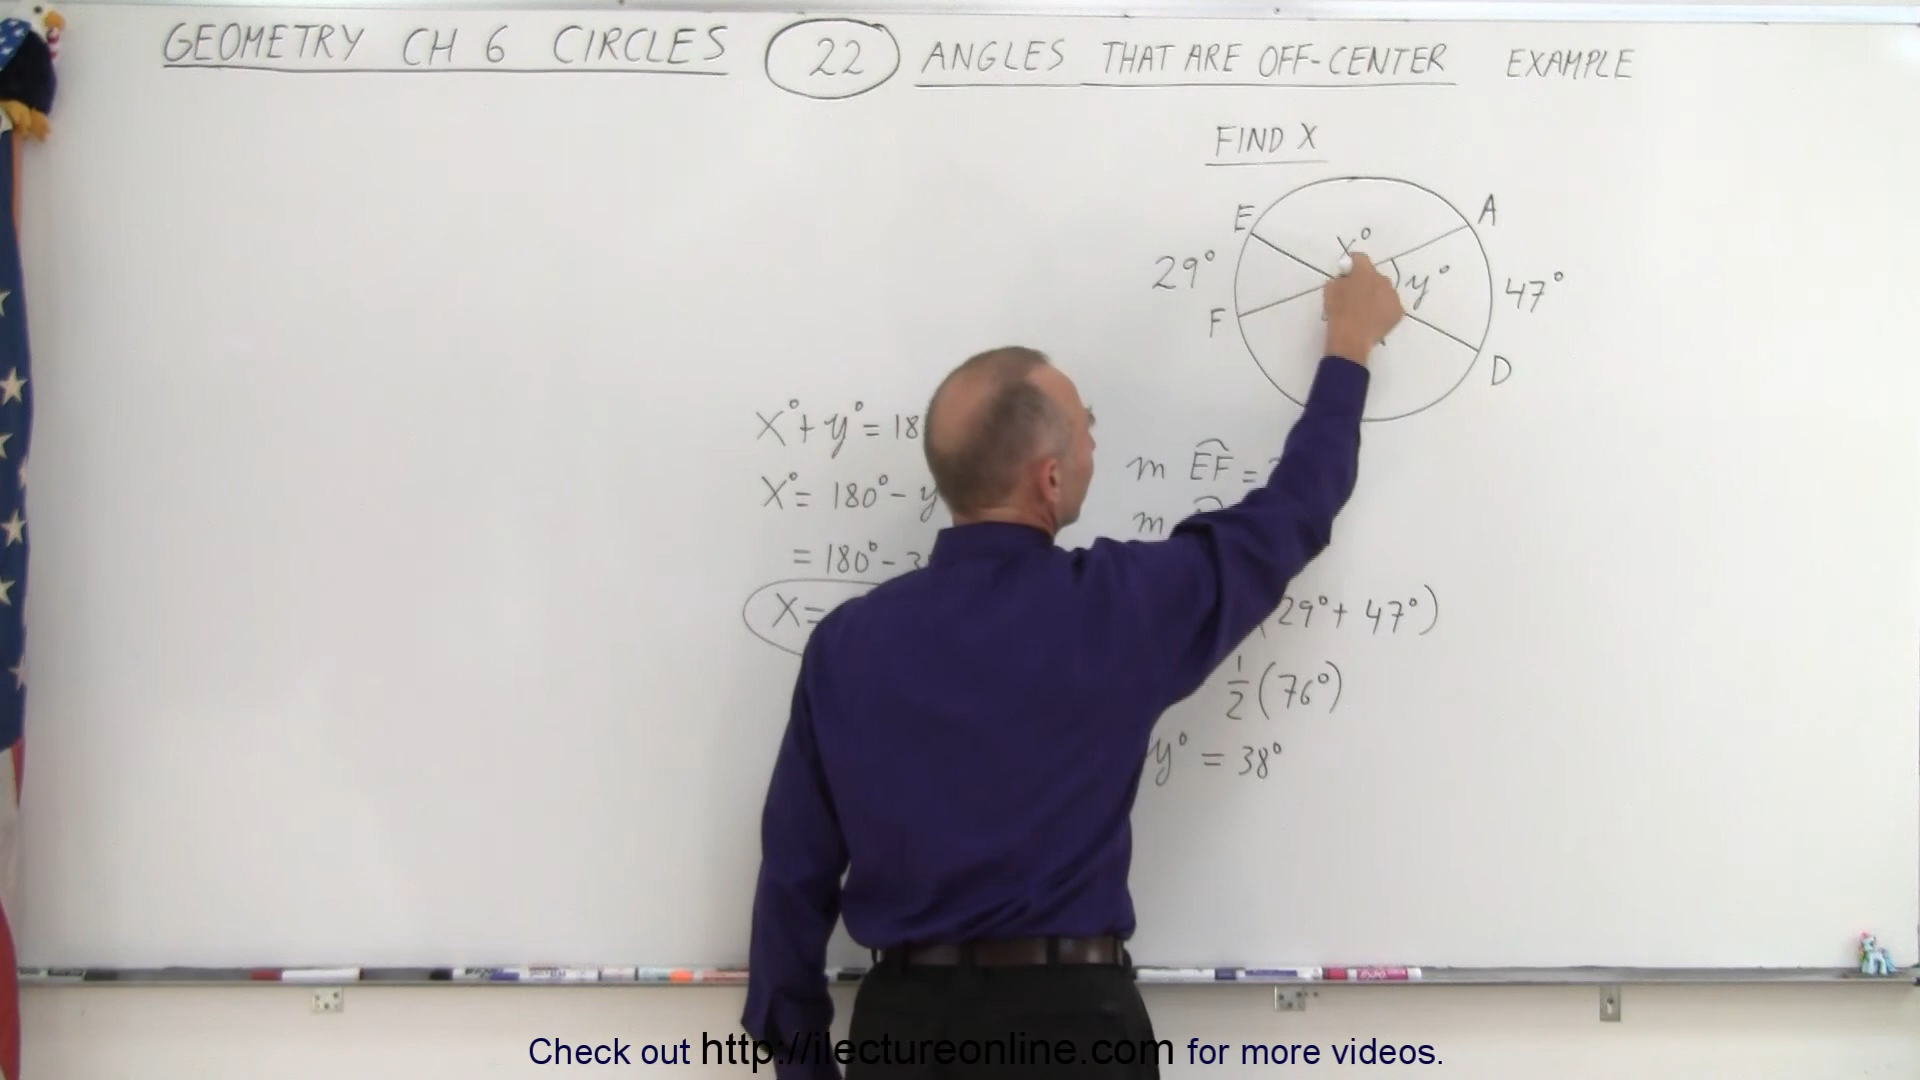 GEOMETRY CH 6 CIRCLES 22 ANGLES THAT ARE OFF-CENTER EXAMPLE
FIND X
E
A
X°
29°
y°
47°
F
D
X° + y° = 18
X° = 180° - y
= 180° - 3
X =
m EF =
m
29° + 47°)
1/2 (76°)
y° = 38°
Check out http://ilectureonline.com for more videos.